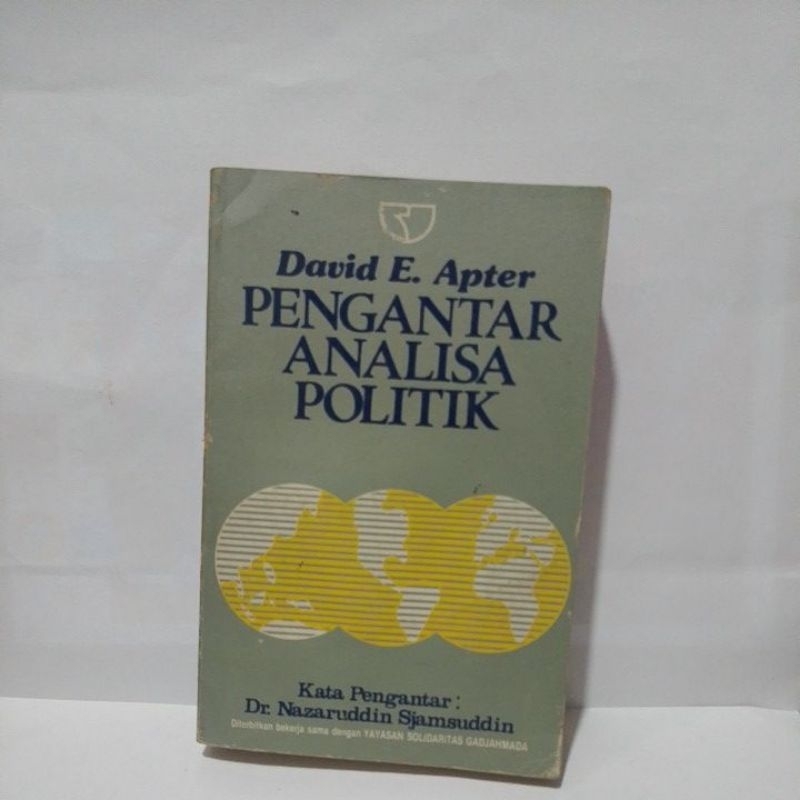 David E. Apter
PENGANTAR
ANALISA
POLITIK
Kata Pengantar:
Dr. Nazaruddin Sjamsuddin
Diterbitkan bekerja sama dengan YAYASAN SOLIDARITAS GADJAHMADA